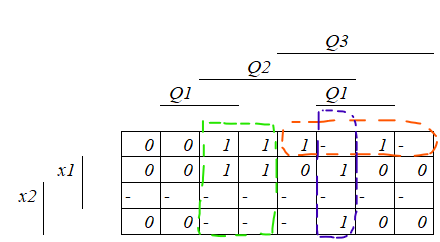 Q3
Q2
Q1 Q1
0 0 1 1 1 - 1 -
x1 0 0 1 1 0 1 0 0
x2 - - - - - - - -
0 0 - - - 1 0 0